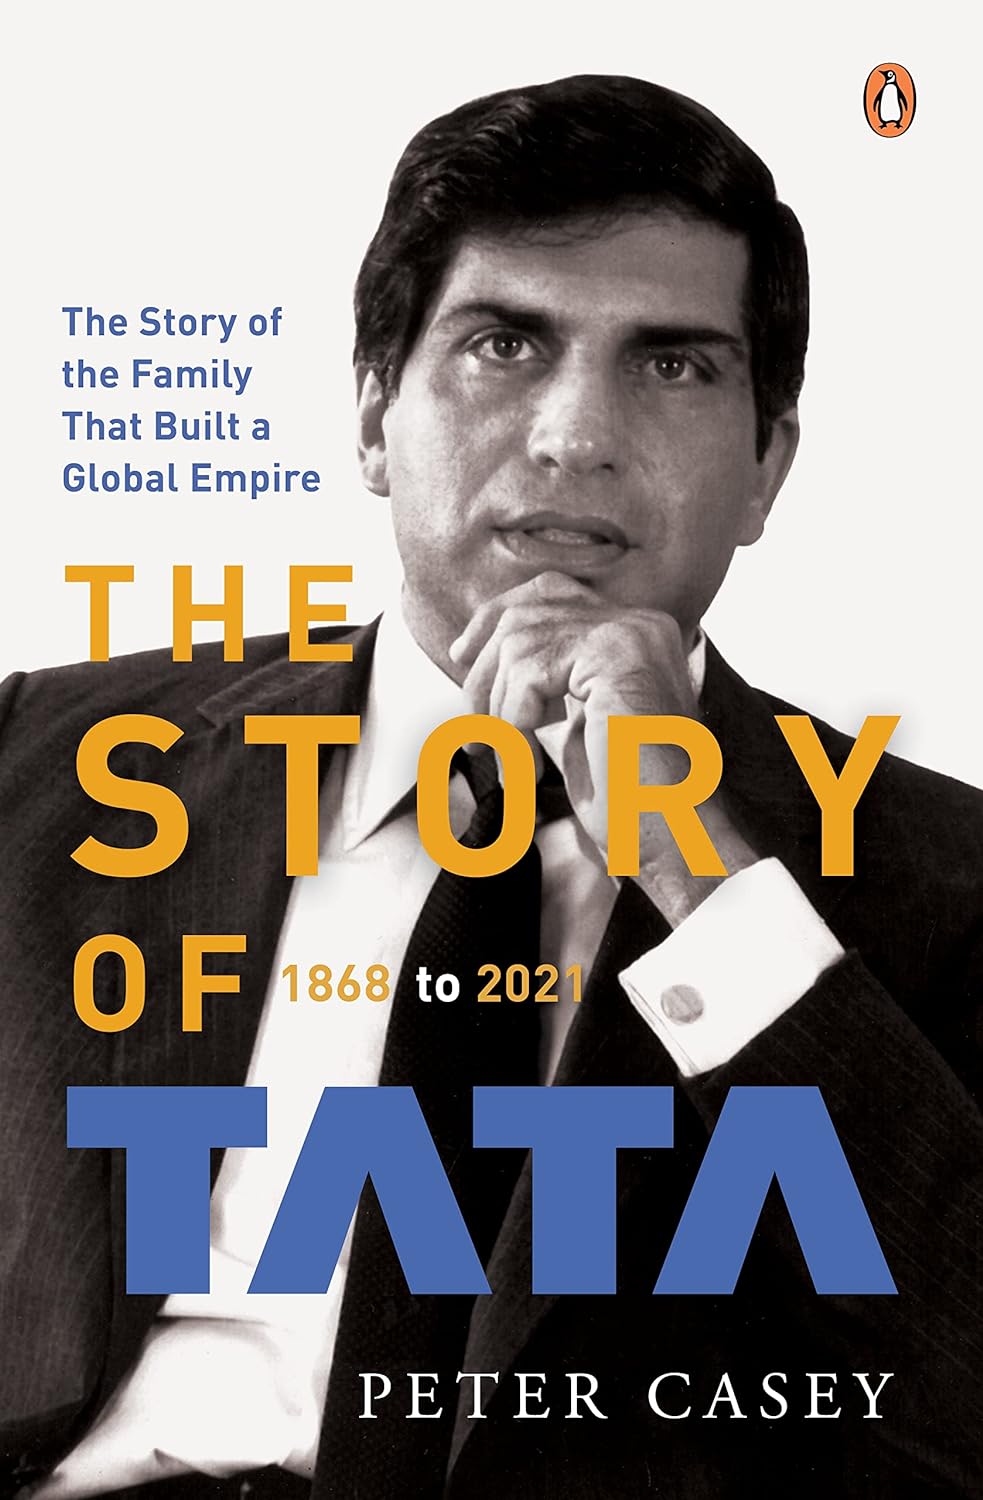 The Story of
the Family
That Built a
Global Empire
THE
STORY
OF 1868 to 2021
TATA
PETER CASEY